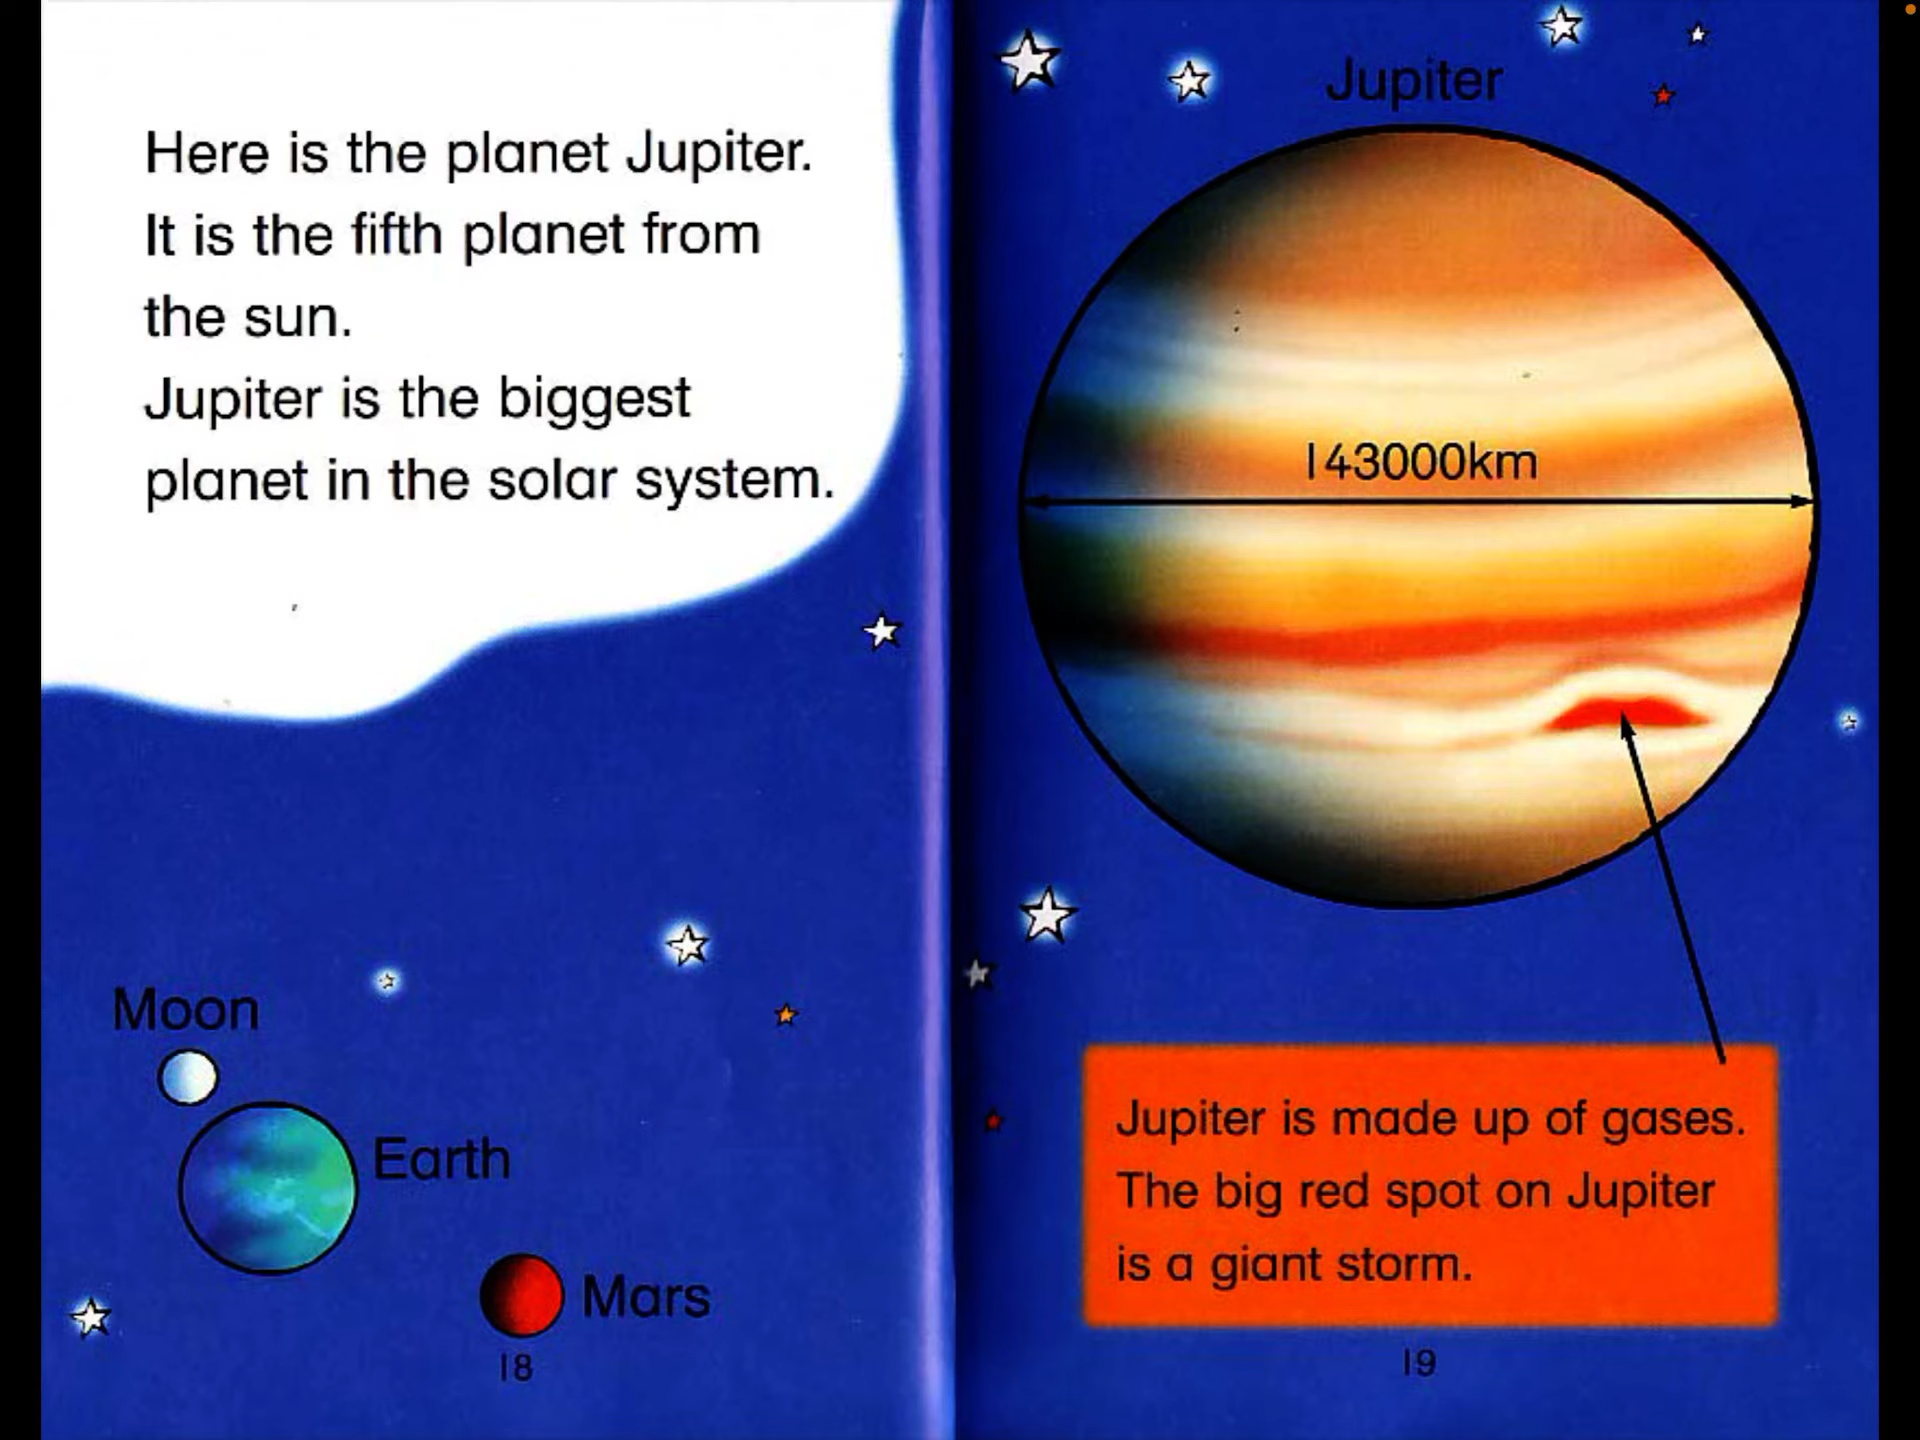 Here is the planet Jupiter.
It is the fifth planet from
the sun.
Jupiter is the biggest
planet in the solar system.
Moon
Earth
Mars
18
Jupiter
143000km
Jupiter is made up of gases.
The big red spot on Jupiter
is a giant storm.
19